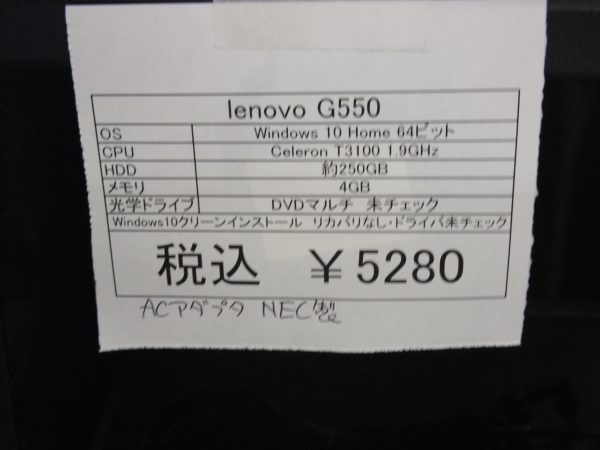 lenovo G550
OS Windows 10 Home 64ビット
CPU Celeron T3100 1.9GHz
HDD 約250GB
メモリ 4GB
光学ドライブ DVDマルチ 未チェック
Windows10クリーンインストール リカバリなし・ドライバ未チェック
税込 ￥5280
ACアダプタ NEC製